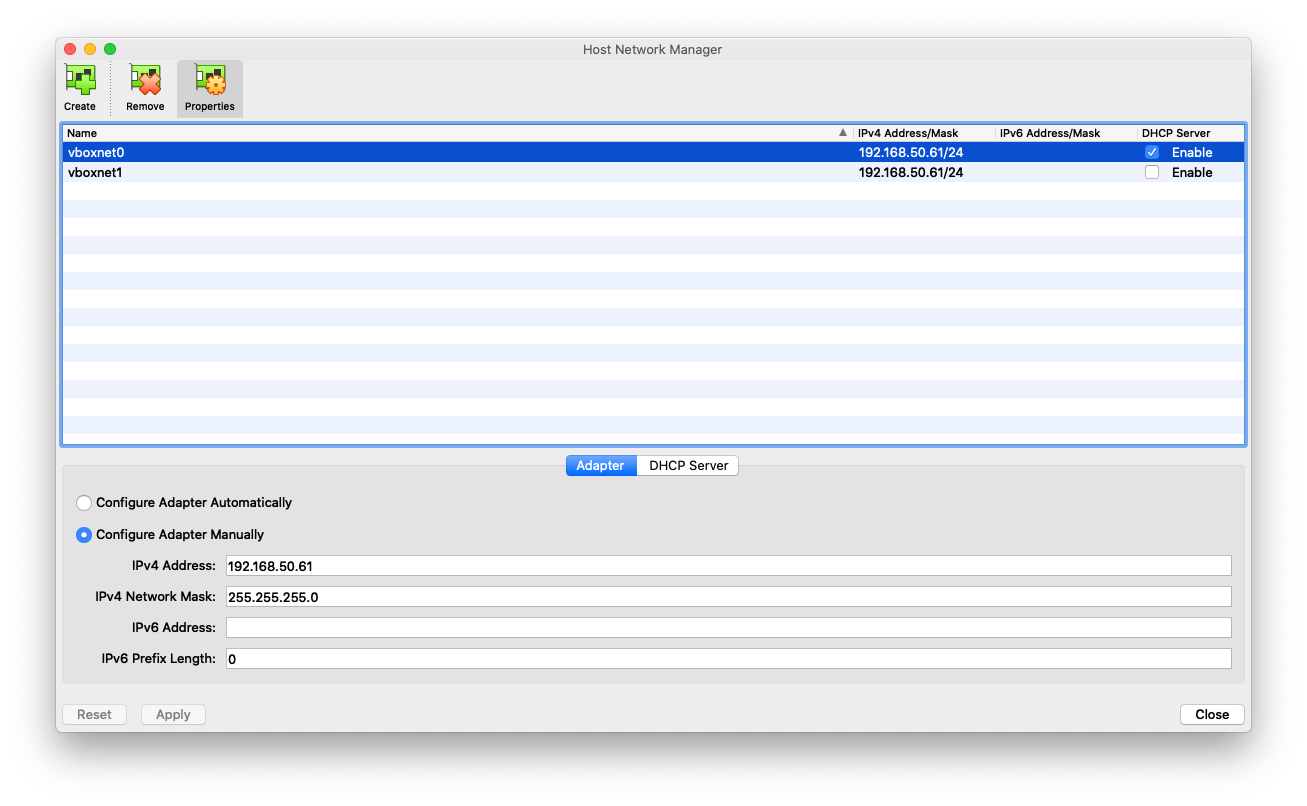 Host Network Manager
Create Remove Properties
Name IPv4 Address/Mask IPv6 Address/Mask DHCP Server
vboxnet0 192.168.50.61/24 Enable
vboxnet1 192.168.50.61/24 Enable
Adapter DHCP Server
Configure Adapter Automatically
Configure Adapter Manually
IPv4 Address: 192.168.50.61
IPv4 Network Mask: 255.255.255.0
IPv6 Address:
IPv6 Prefix Length: 0
Reset Apply Close